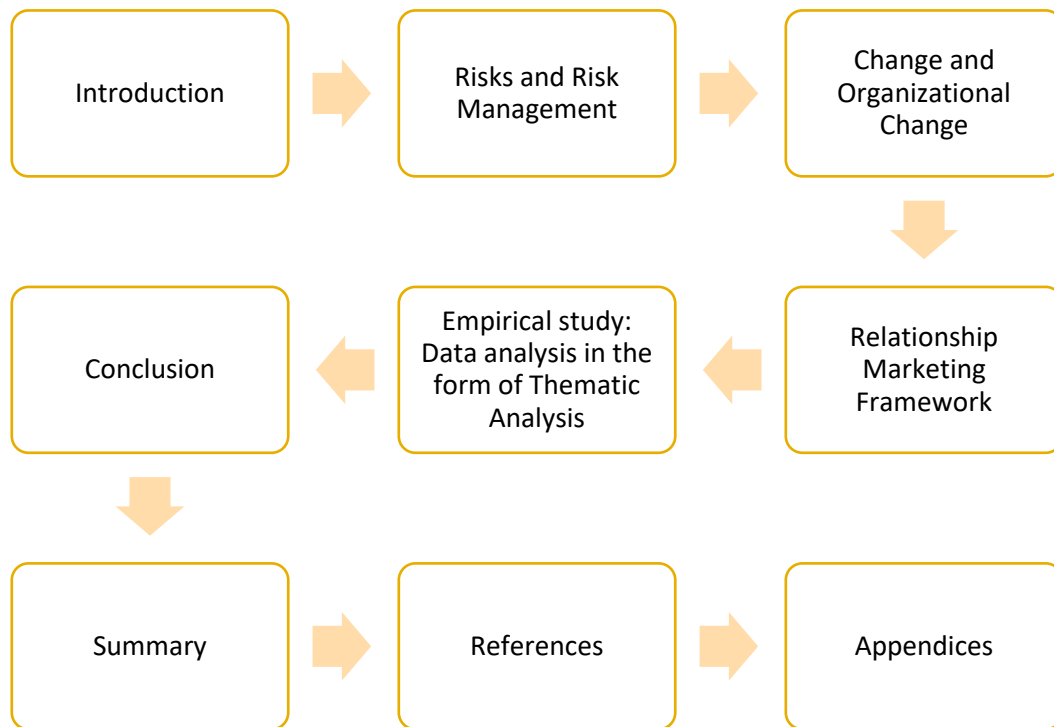 Introduction
Risks and Risk
Management
Change and
Organizational
Change
Relationship
Marketing
Framework
Empirical study:
Data analysis in the
form of Thematic
Analysis
Conclusion
Summary
References
Appendices